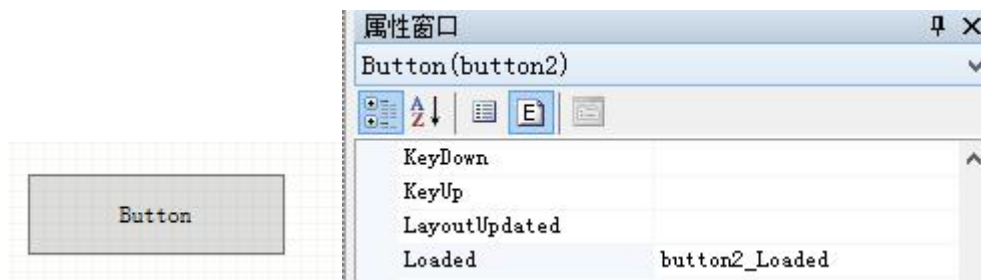 属性窗口
Button(button2)
KeyDown
KeyUp
Button
LayoutUpdated
Loaded button2_Loaded